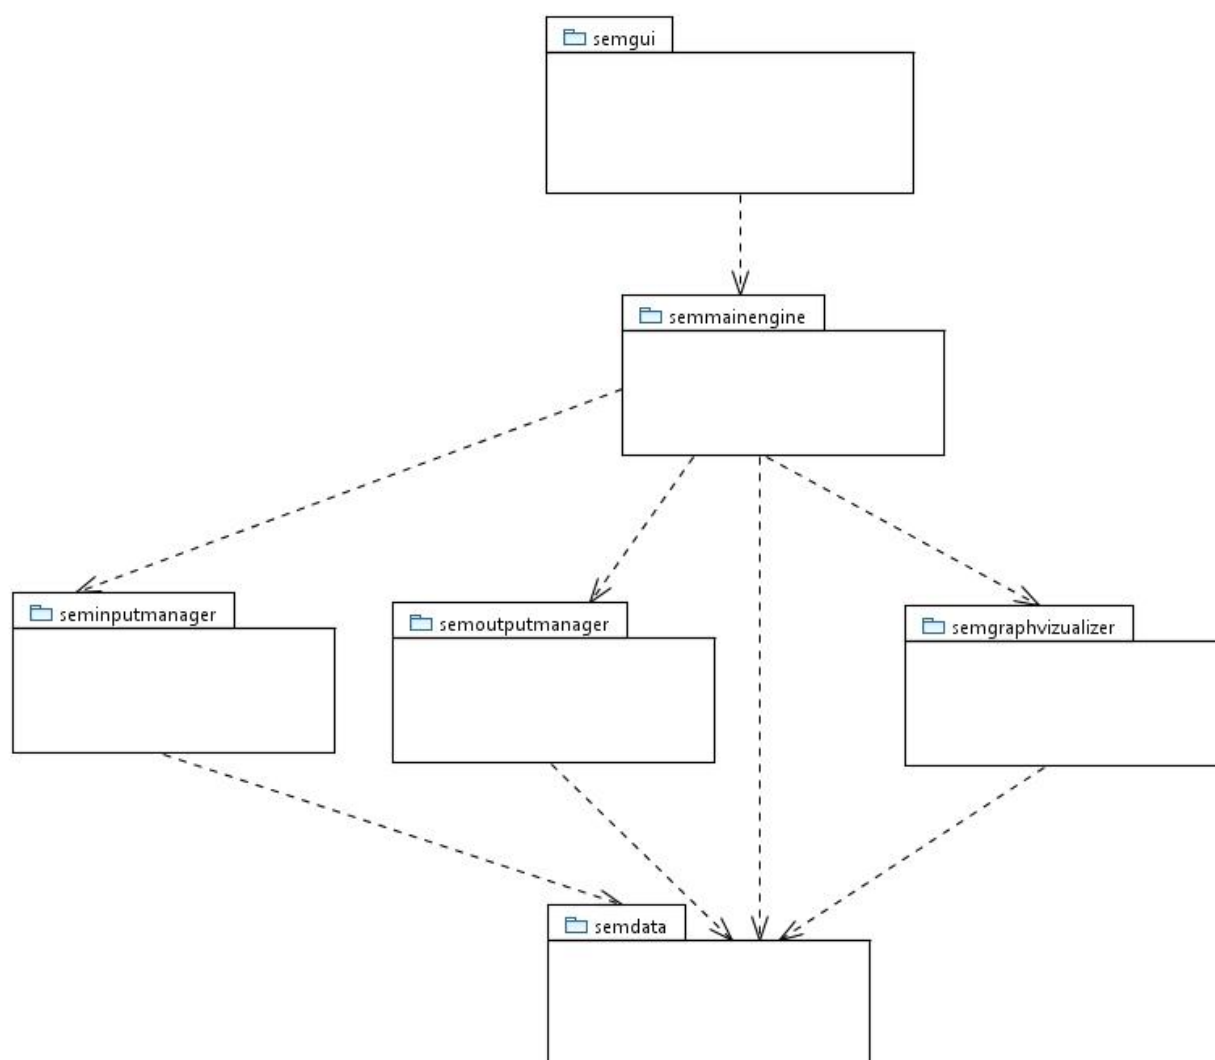 semgui
semmainengine
seminputmanager
semoutputmanager
semgraphvizualizer
semdata